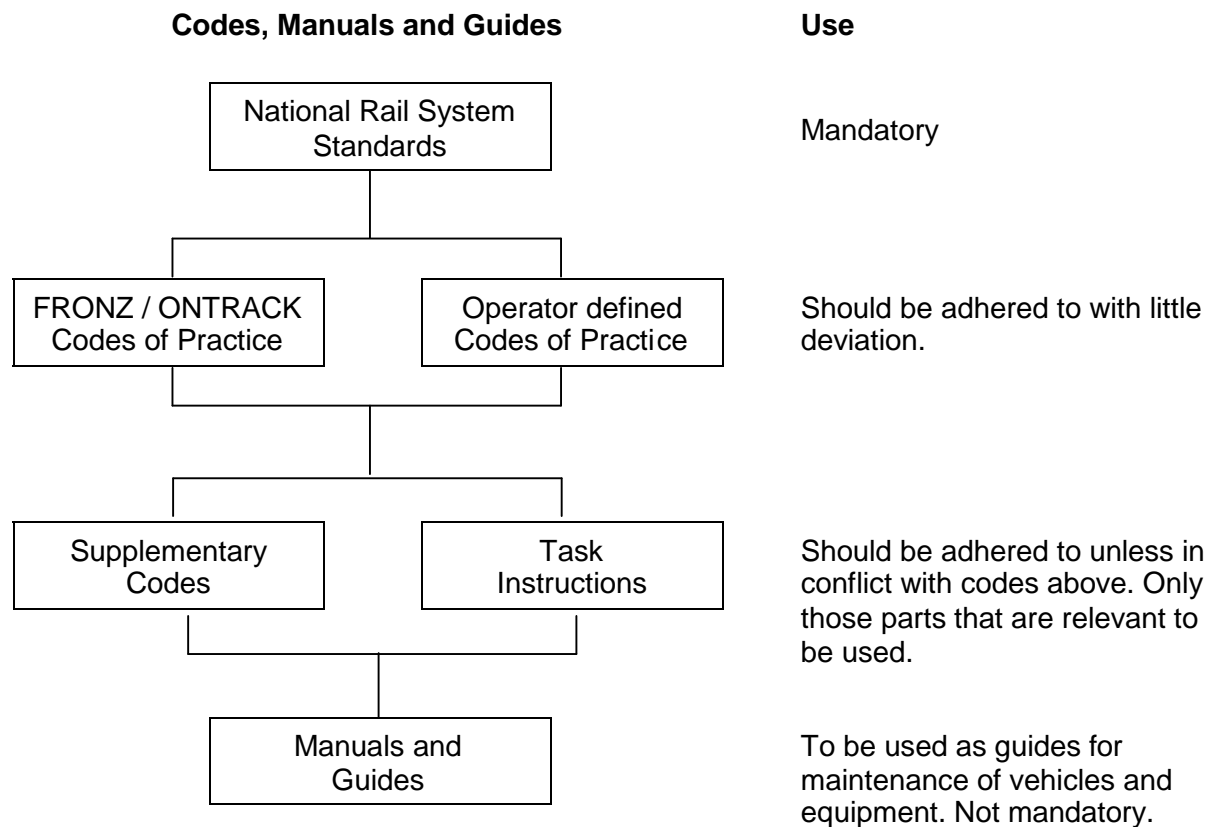 Codes, Manuals and Guides
Use
National Rail System
Standards
Mandatory
FRONZ / ONTRACK
Codes of Practice
Operator defined
Codes of Practice
Should be adhered to with little
deviation.
Supplementary
Codes
Task
Instructions
Should be adhered to unless in
conflict with codes above. Only
those parts that are relevant to
be used.
Manuals and
Guides
To be used as guides for
maintenance of vehicles and
equipment. Not mandatory.